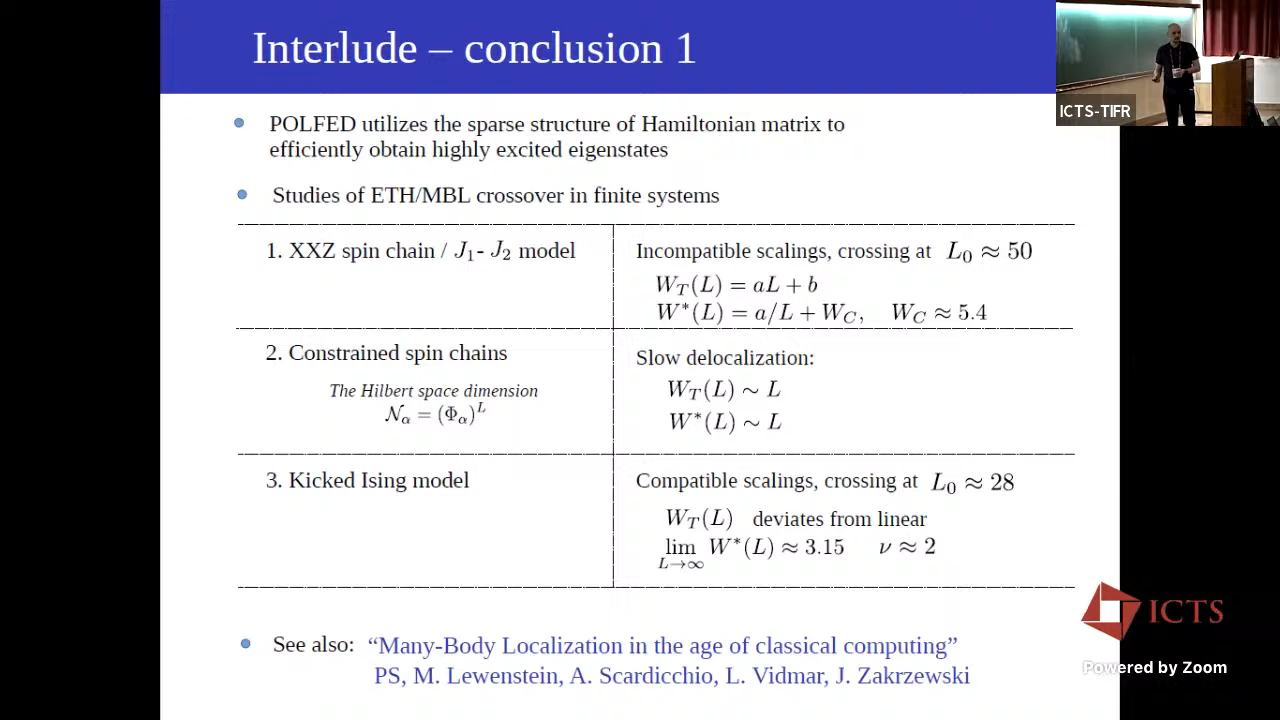 Interlude – conclusion 1
ICTS-TIFR
POLFED utilizes the sparse structure of Hamiltonian matrix to
efficiently obtain highly excited eigenstates
Studies of ETH/MBL crossover in finite systems
1. XXZ spin chain / J₁- J₂ model
Incompatible scalings, crossing at L₀ ≈ 50
W_T(L) = aL + b
W*(L) = a/L + W_C, W_C ≈ 5.4
2. Constrained spin chains
The Hilbert space dimension
𝒩_α = (Φ_α)^L
Slow delocalization:
W_T(L) ∼ L
W*(L) ∼ L
3. Kicked Ising model
Compatible scalings, crossing at L₀ ≈ 28
W_T(L) deviates from linear
lim W*(L) ≈ 3.15 ν ≈ 2
L→∞
See also: “Many-Body Localization in the age of classical computing”
PS, M. Lewenstein, A. Scardicchio, L. Vidmar, J. Zakrzewski
ICTS
Powered by Zoom